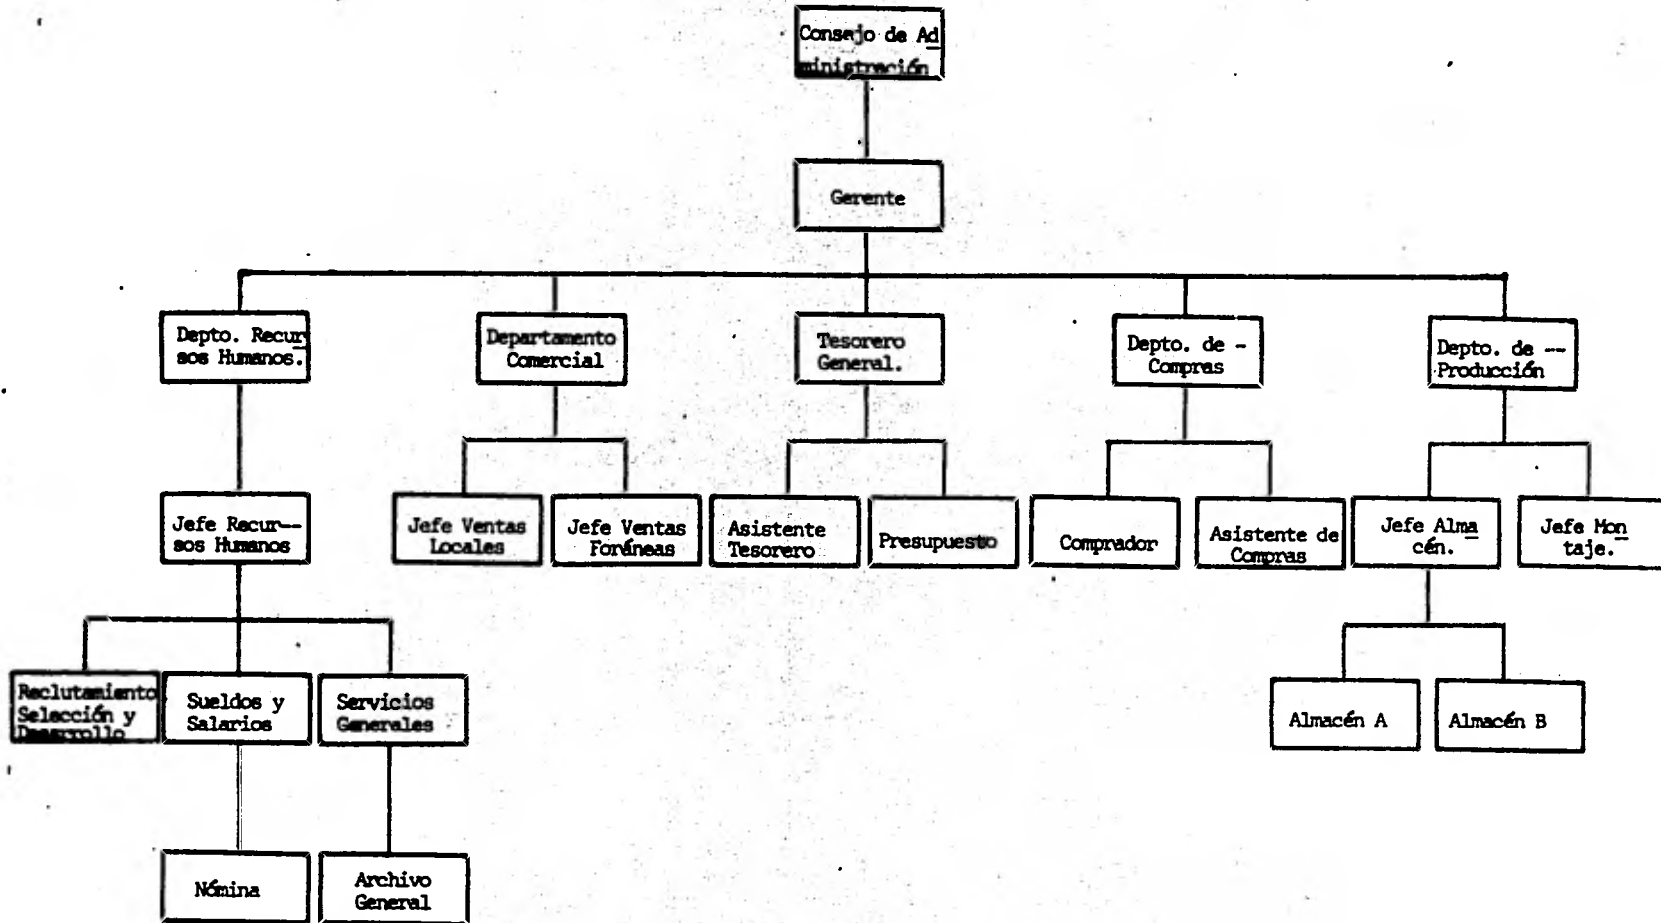 Consejo de Ad
ministración
Gerente
Depto. Recur
sos Humanos.
Departamento
Comercial
Tesorero
General.
Depto. de -
Compras
Depto. de --
Producción
Jefe Recur--
sos Humanos
Jefe Ventas
Locales
Jefe Ventas
Foráneas
Asistente
Tesorero
Presupuesto
Comprador
Asistente de
Compras
Jefe Alma
cén.
Jefe Mon
taje.
Reclutamiento
Selección y
Desarrollo
Sueldos y
Salarios
Servicios
Generales
Almacén A
Almacén B
Nómina
Archivo
General